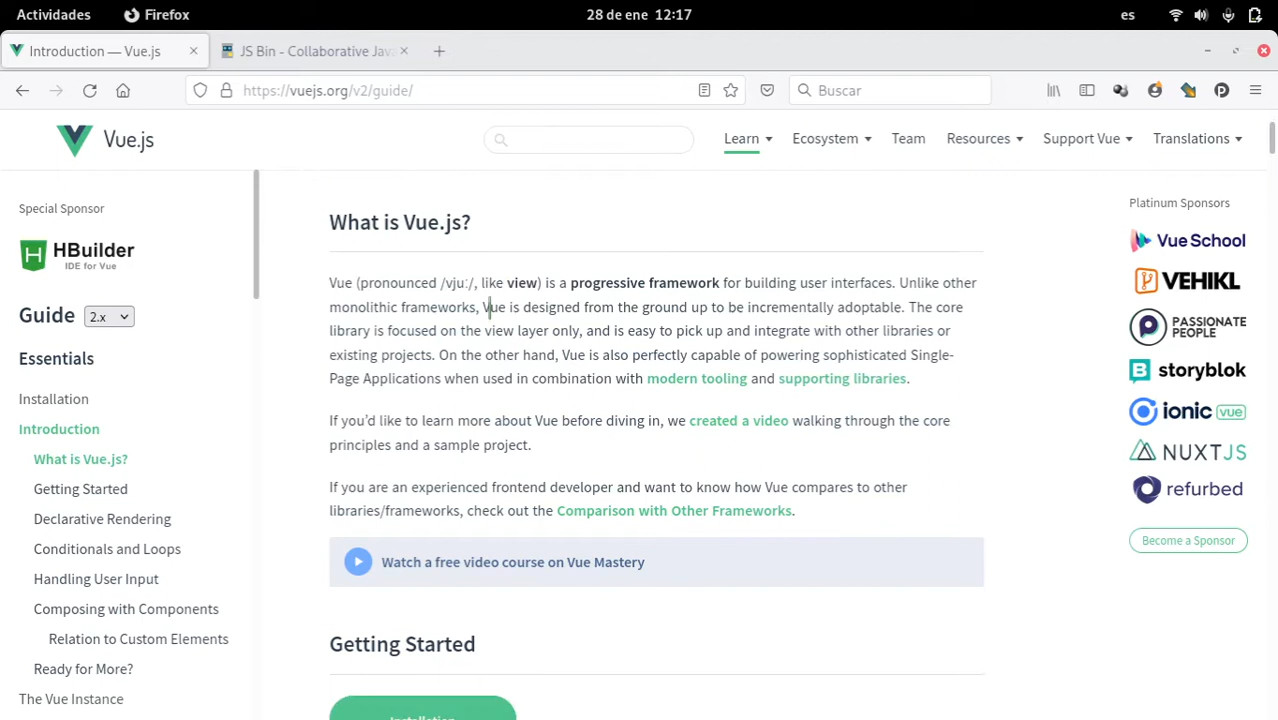 Actividades Firefox 28 de ene 12:17 es
Introduction — Vue.js JS Bin - Collaborative Java
https://vuejs.org/v2/guide/ Buscar
Vue.js Learn Ecosystem Team Resources Support Vue Translations
Special Sponsor
HBuilder
IDE for Vue
Guide 2.x
Essentials
Installation
Introduction
What is Vue.js?
Getting Started
Declarative Rendering
Conditionals and Loops
Handling User Input
Composing with Components
Relation to Custom Elements
Ready for More?
The Vue Instance
What is Vue.js?
Vue (pronounced /vjuː/, like view) is a progressive framework for building user interfaces. Unlike other
monolithic frameworks, Vue is designed from the ground up to be incrementally adoptable. The core
library is focused on the view layer only, and is easy to pick up and integrate with other libraries or
existing projects. On the other hand, Vue is also perfectly capable of powering sophisticated Single-
Page Applications when used in combination with modern tooling and supporting libraries.
If you’d like to learn more about Vue before diving in, we created a video walking through the core
principles and a sample project.
If you are an experienced frontend developer and want to know how Vue compares to other
libraries/frameworks, check out the Comparison with Other Frameworks.
Watch a free video course on Vue Mastery
Getting Started
Installation
Platinum Sponsors
Vue School
VEHIKL
PASSIONATE
PEOPLE
storyblok
ionic vue
NUXTJS
refurbed
Become a Sponsor